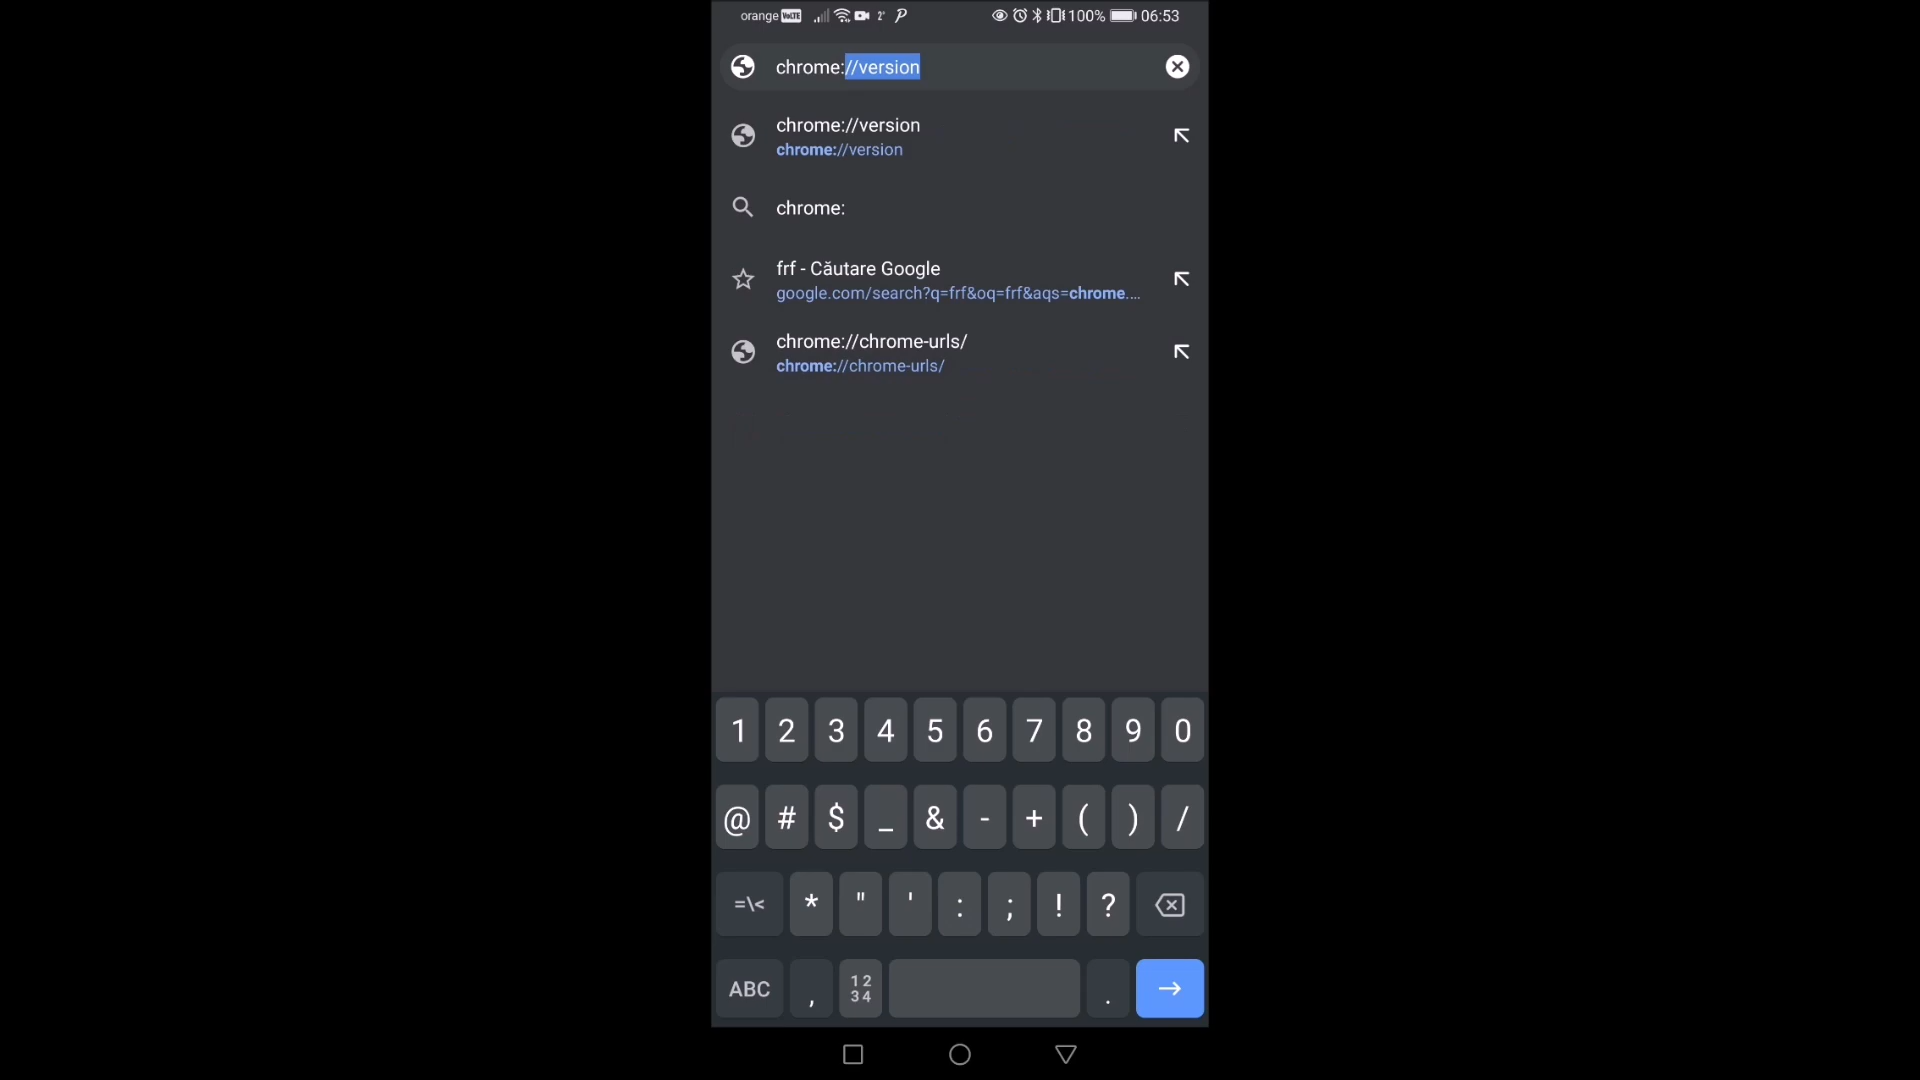 orange VoLTE 2° 100% 06:53
chrome://version
chrome://version
chrome://version
chrome:
frf - Căutare Google
google.com/search?q=frf&oq=frf&aqs=chrome....
chrome://chrome-urls/
chrome://chrome-urls/
1 2 3 4 5 6 7 8 9 0
@ # $ _ & - + ( ) /
=\< * " ' : ; ! ?
ABC , 12 34 .